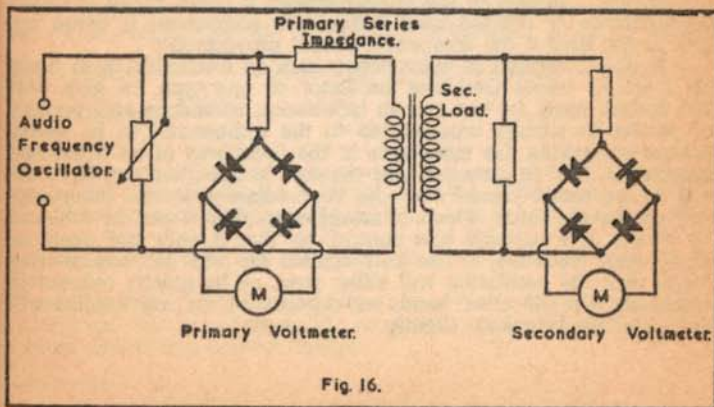 Primary Series
Impedance.
Audio
Frequency
Oscillator.
Sec.
Load.
M
M
Primary Voltmeter.
Secondary Voltmeter.
Fig. 16.